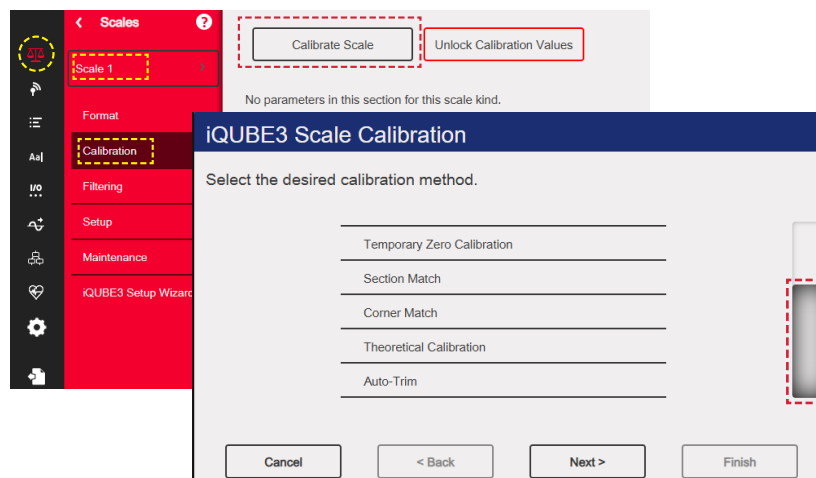 Scales
?
Scale 1
Format
Calibration
Filtering
Setup
Maintenance
iQUBE3 Setup Wizard
Aa|
I/O
Calibrate Scale
Unlock Calibration Values
No parameters in this section for this scale kind.
iQUBE3 Scale Calibration
Select the desired calibration method.
Temporary Zero Calibration
Section Match
Corner Match
Theoretical Calibration
Auto-Trim
Cancel
< Back
Next >
Finish